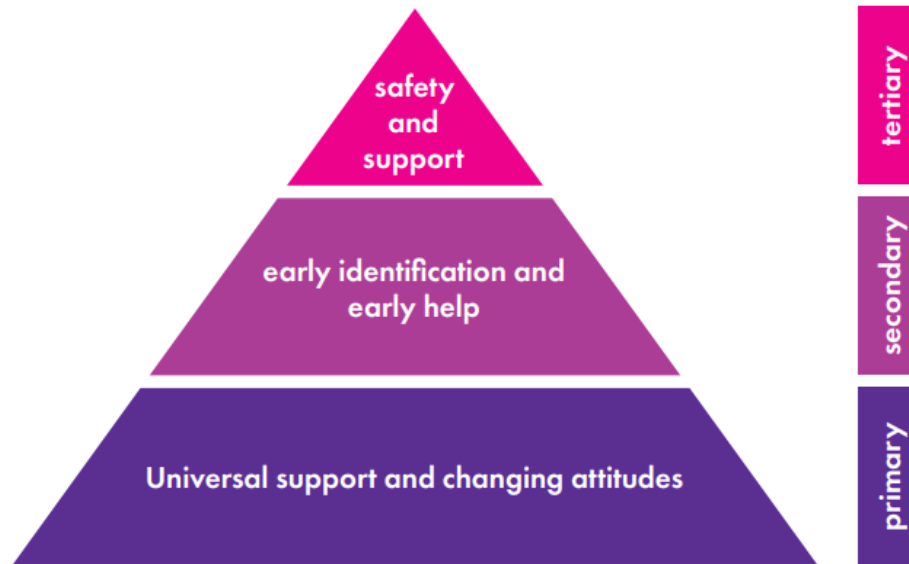 safety
and
support
tertiary
early identification and
early help
secondary
Universal support and changing attitudes
primary